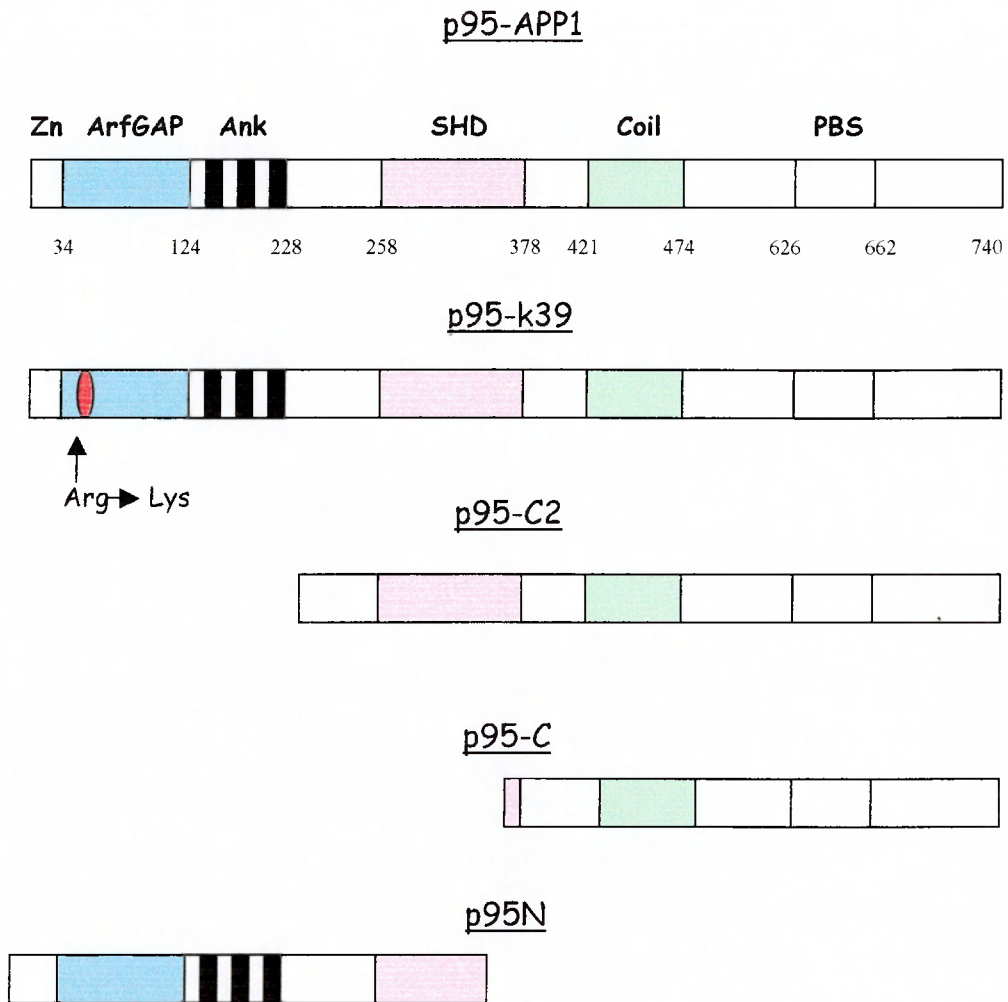 p95-APP1
Zn ArfGAP Ank SHD Coil PBS
34 124 228 258 378 421 474 626 662 740
p95-k39
Arg Lys
p95-C2
p95-C
p95N